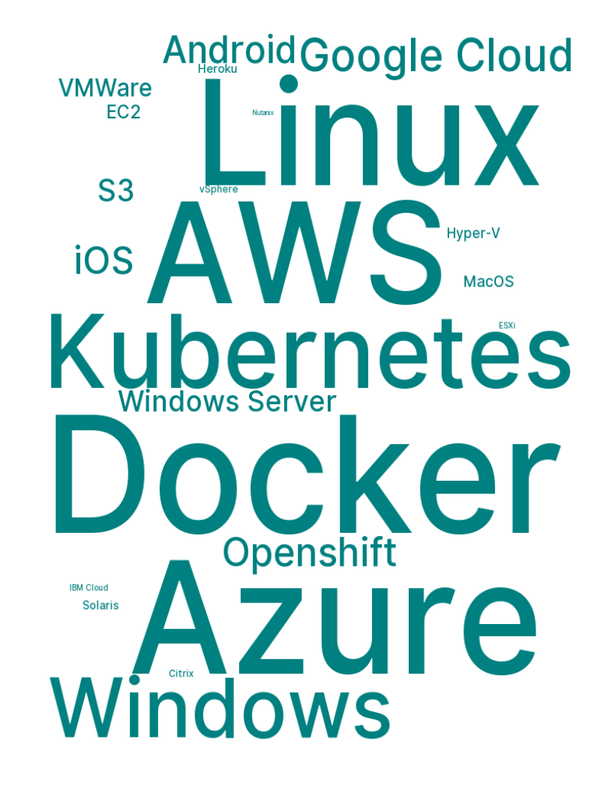 Android
Google Cloud
Heroku
VMWare
EC2
Nutanix
Linux
S3
vSphere
AWS
Hyper-V
iOS
MacOS
Kubernetes
ESXi
Windows Server
Docker
Openshift
IBM Cloud
Solaris
Azure
Citrix
Windows